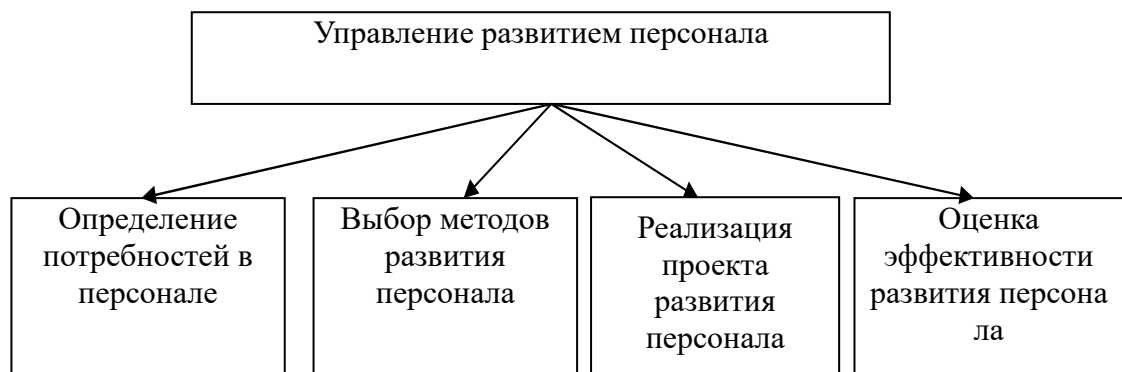 Управление развитием персонала
Определение
потребностей в
персонале
Выбор методов
развития
персонала
Реализация
проекта
развития
персонала
Оценка
эффективности
развития персона
ла